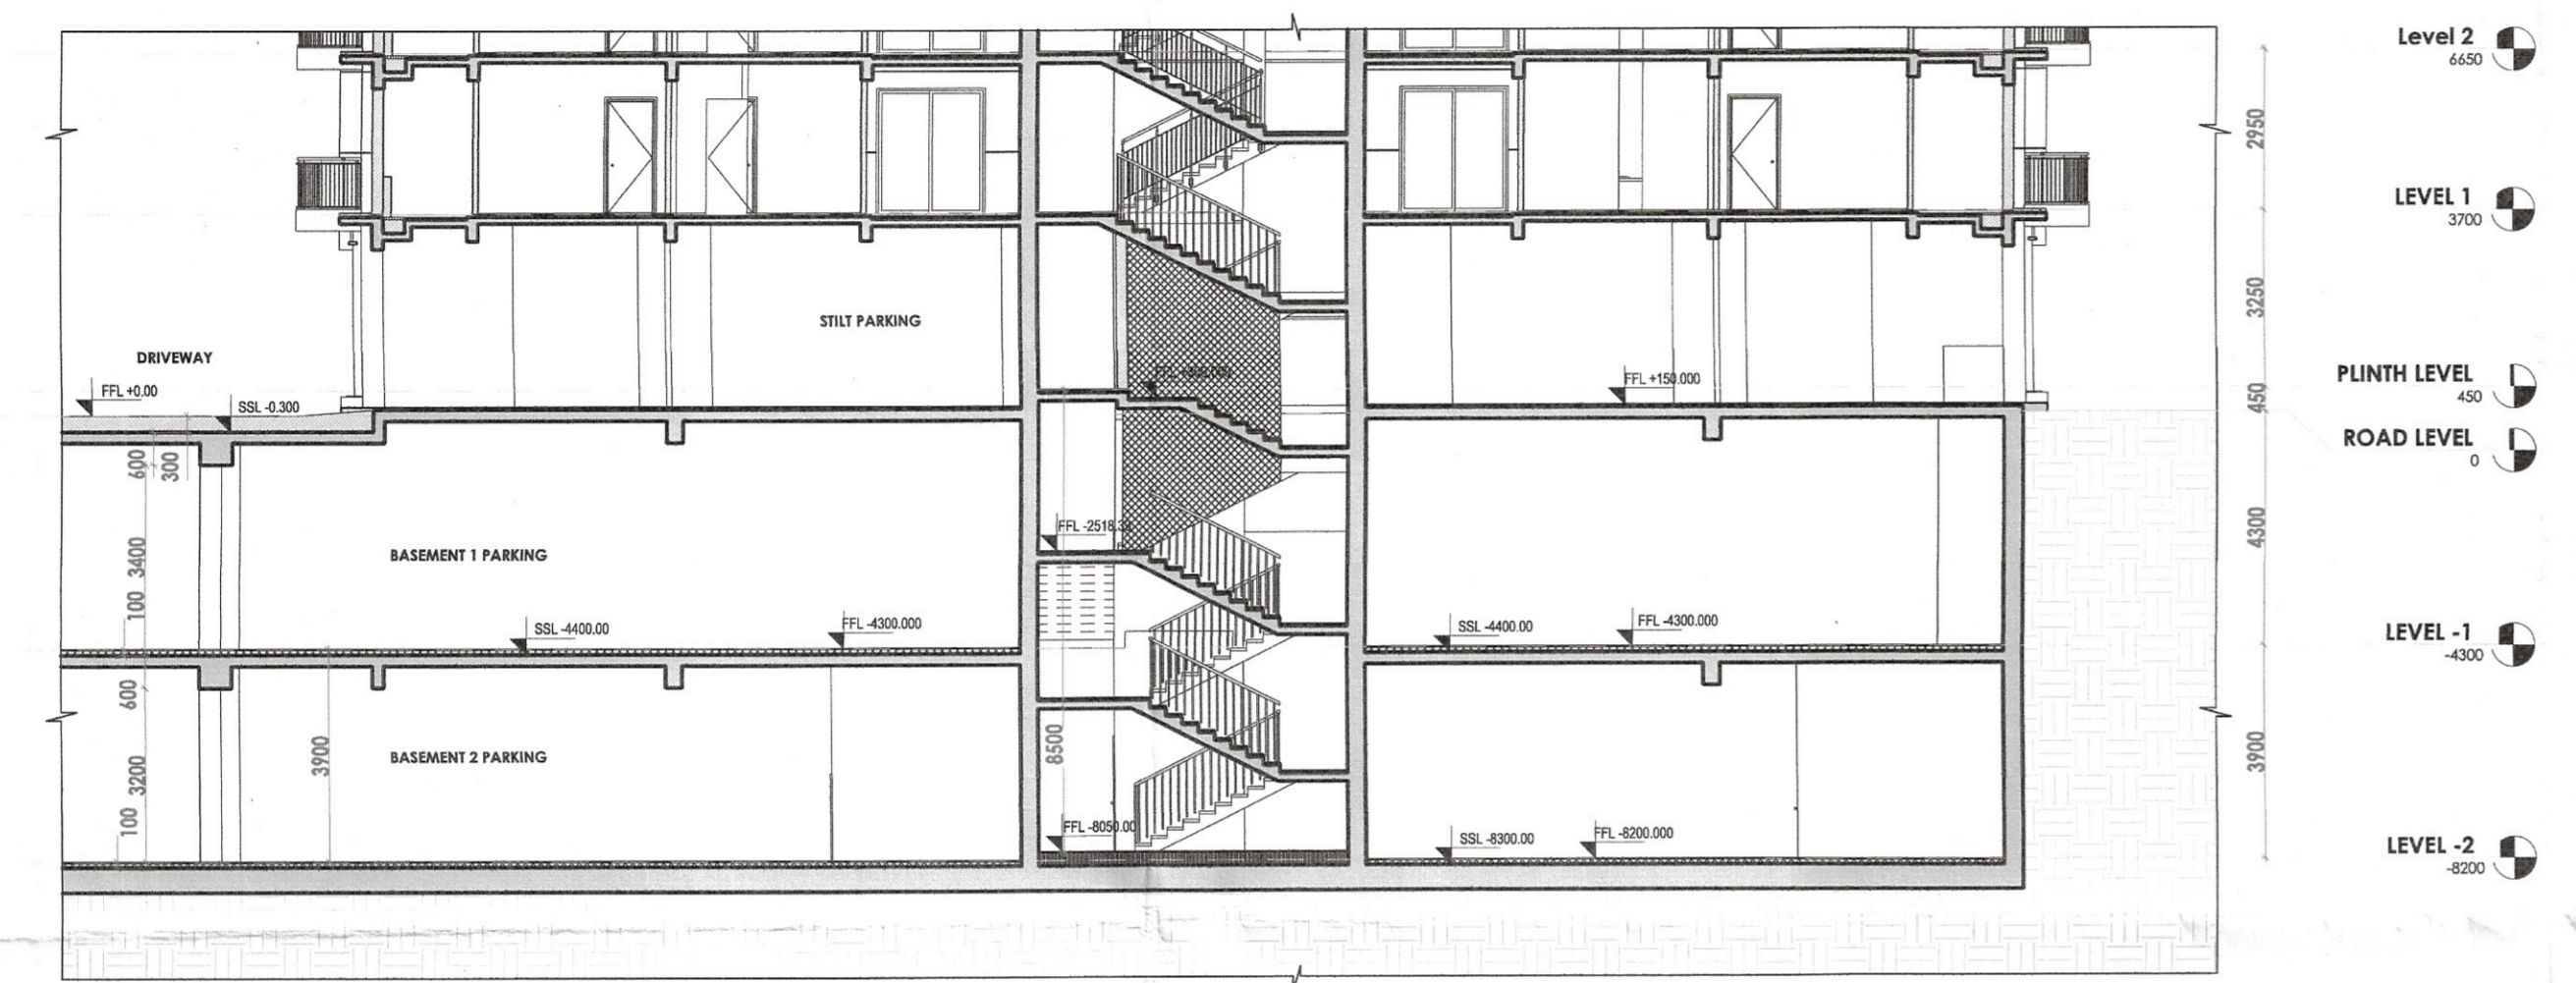 Level 2
6650
2950
LEVEL 1
3700
3250
STILT PARKING
DRIVEWAY
FFL +0.00
SSL -0.300
FFL +150.000
PLINTH LEVEL
450
450
ROAD LEVEL
0
600
300
3400
100
BASEMENT 1 PARKING
FFL -2518.39
4300
SSL -4400.00
FFL -4300.000
SSL -4400.00
FFL -4300.000
LEVEL -1
-4300
600
3200
100
3900
BASEMENT 2 PARKING
8500
3900
FFL -8050.00
SSL -8300.00
FFL -8200.000
LEVEL -2
-8200